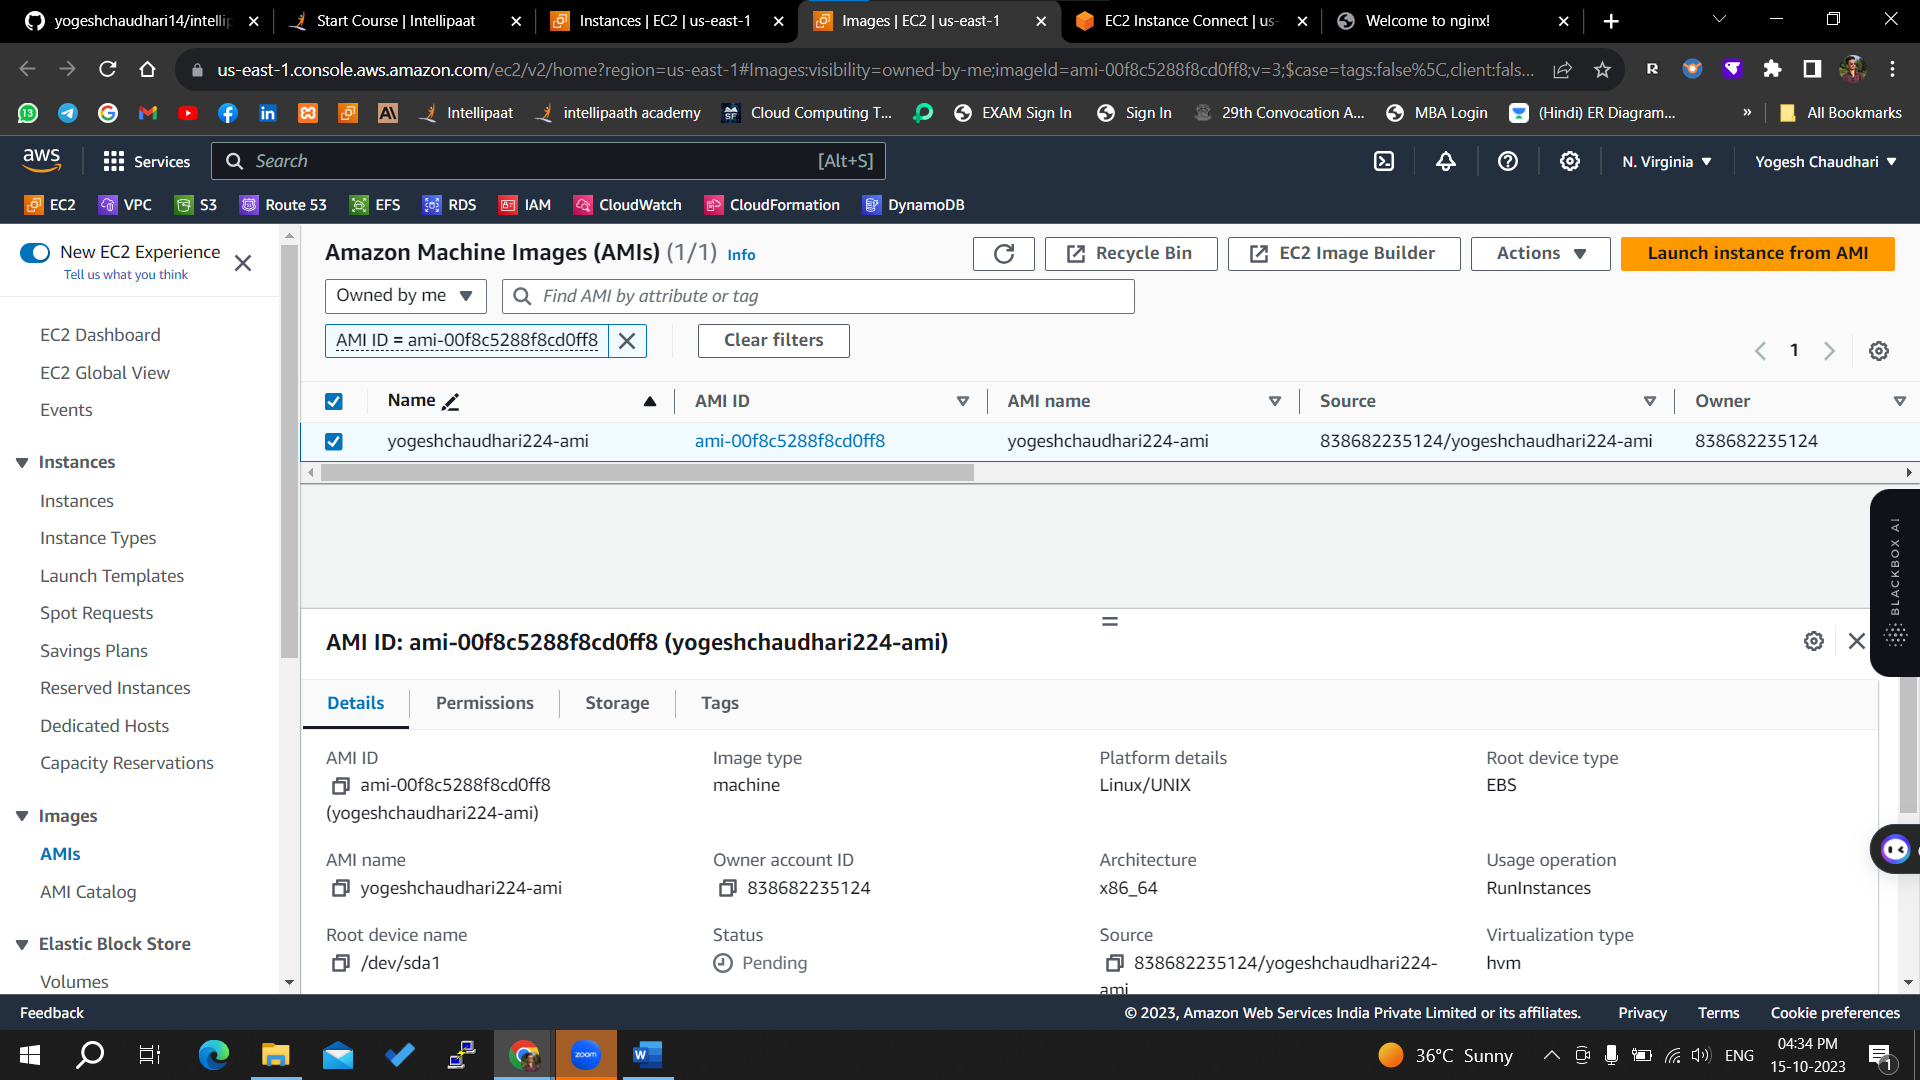 yogeshchaudhari14/intellip
Start Course | Intellipaat
Instances | EC2 | us-east-1
Images | EC2 | us-east-1
EC2 Instance Connect | us-
Welcome to nginx!
us-east-1.console.aws.amazon.com/ec2/v2/home?region=us-east-1#Images:visibility=owned-by-me;imageId=ami-00f8c5288f8cd0ff8;v=3;$case=tags:false%5C,client:fals...
R
13
Intellipaat
intellipaath academy
Cloud Computing T...
EXAM Sign In
Sign In
29th Convocation A...
MBA Login
(Hindi) ER Diagram...
»
All Bookmarks
aws
Services
Search
[Alt+S]
N. Virginia
Yogesh Chaudhari
EC2
VPC
S3
Route 53
EFS
RDS
IAM
CloudWatch
CloudFormation
DynamoDB
New EC2 Experience
Tell us what you think
EC2 Dashboard
EC2 Global View
Events
Instances
Instances
Instance Types
Launch Templates
Spot Requests
Savings Plans
Reserved Instances
Dedicated Hosts
Capacity Reservations
Images
AMIs
AMI Catalog
Elastic Block Store
Volumes
Amazon Machine Images (AMIs) (1/1) Info
Recycle Bin
EC2 Image Builder
Actions
Launch instance from AMI
Owned by me
Find AMI by attribute or tag
AMI ID = ami-00f8c5288f8cd0ff8
Clear filters
1
Name
AMI ID
AMI name
Source
Owner
yogeshchaudhari224-ami
ami-00f8c5288f8cd0ff8
yogeshchaudhari224-ami
838682235124/yogeshchaudhari224-ami
838682235124
BLACKBOX AI
AMI ID: ami-00f8c5288f8cd0ff8 (yogeshchaudhari224-ami)
Details
Permissions
Storage
Tags
AMI ID
ami-00f8c5288f8cd0ff8
(yogeshchaudhari224-ami)
Image type
machine
Platform details
Linux/UNIX
Root device type
EBS
AMI name
yogeshchaudhari224-ami
Owner account ID
838682235124
Architecture
x86_64
Usage operation
RunInstances
Root device name
/dev/sda1
Status
Pending
Source
838682235124/yogeshchaudhari224-
ami
Virtualization type
hvm
Feedback
© 2023, Amazon Web Services India Private Limited or its affiliates.
Privacy
Terms
Cookie preferences
zoom
36°C Sunny
ENG
04:34 PM
15-10-2023
1